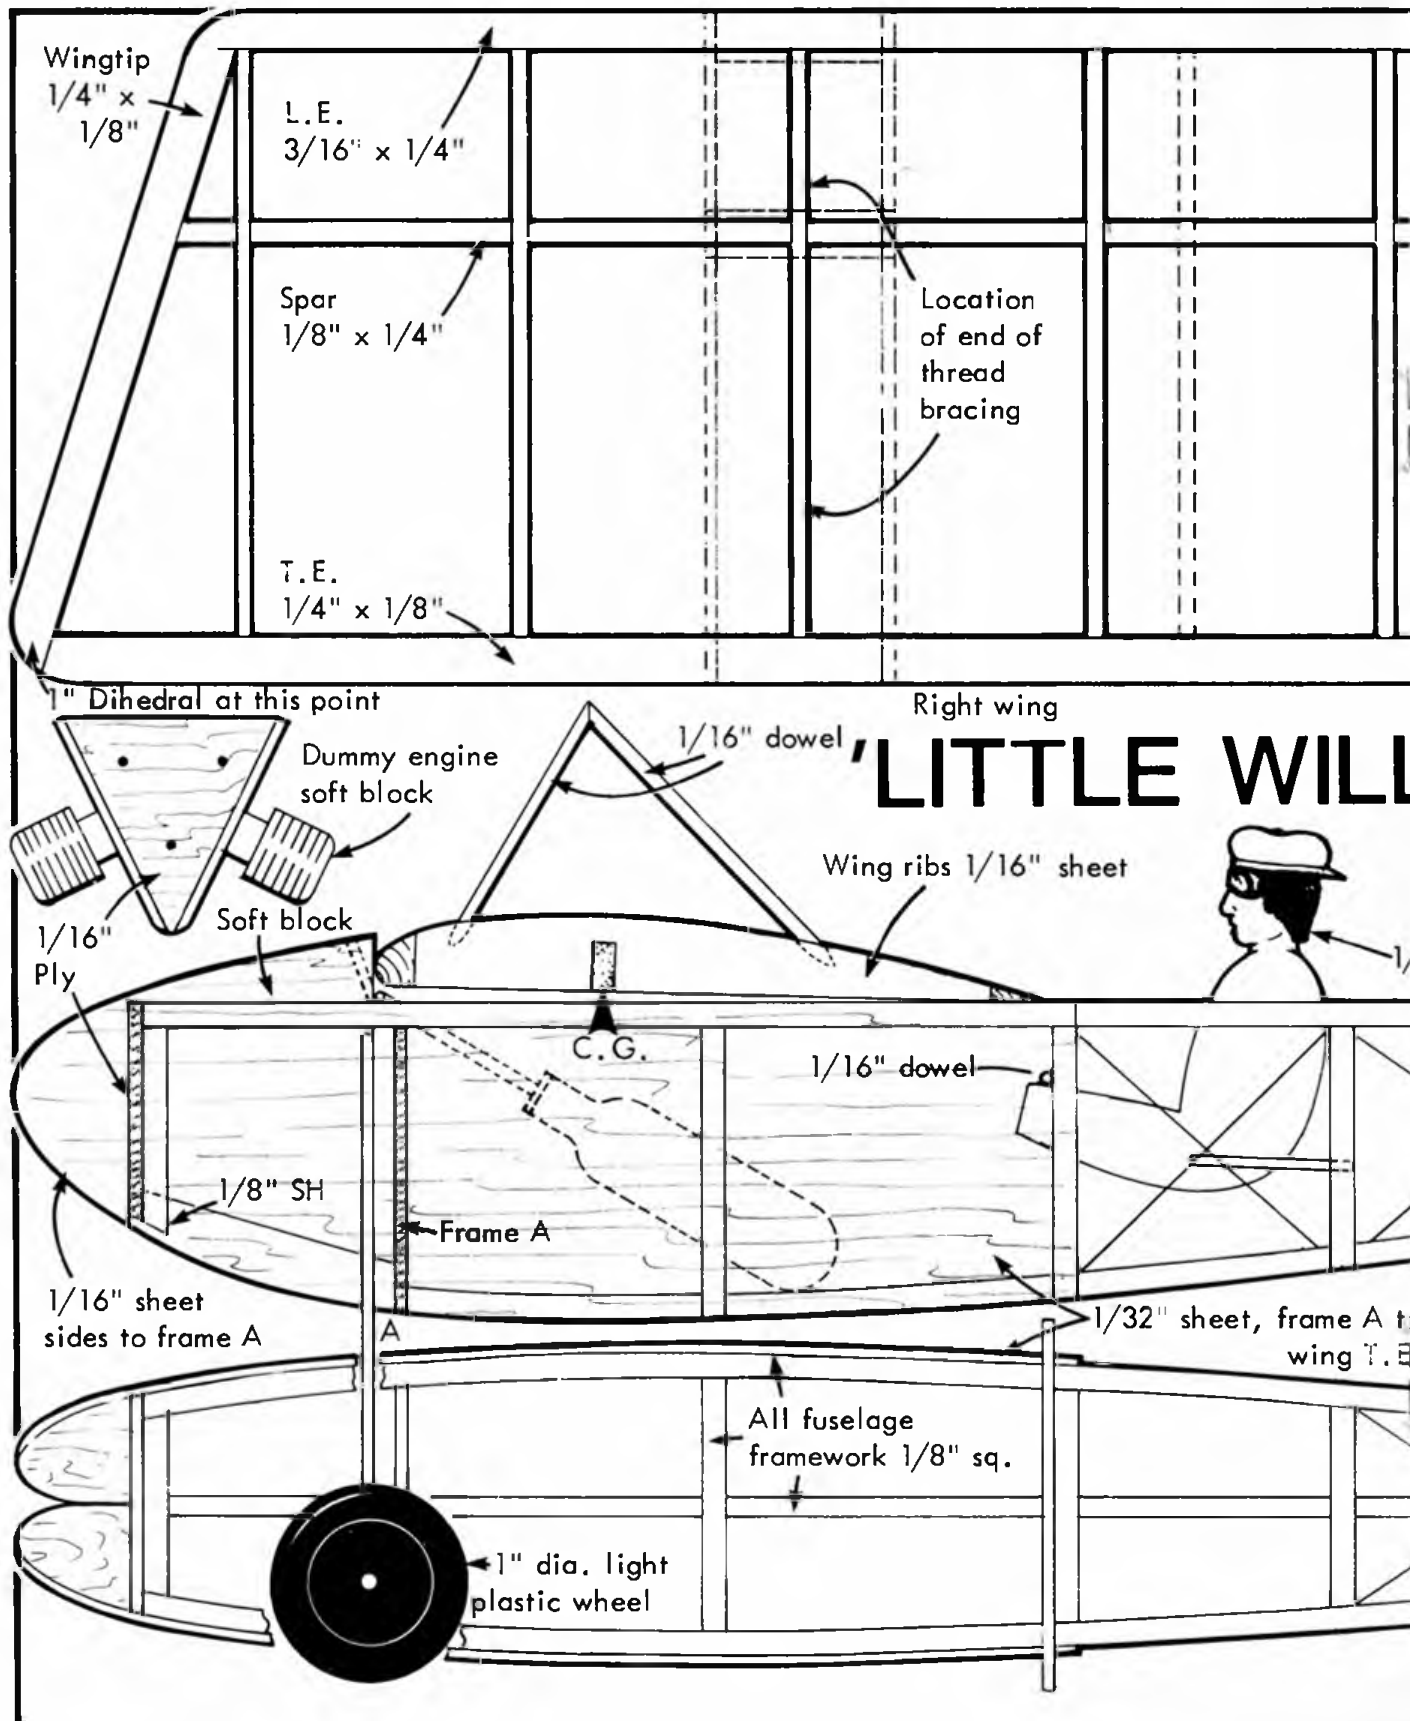 Wingtip
1/4" x
1/8"
L.E.
3/16" x 1/4"
Spar
1/8" x 1/4"
Location
of end of
thread
bracing
T.E.
1/4" x 1/8"
1" Dihedral at this point
Right wing
'LITTLE WILL
1/16" dowel
Dummy engine
soft block
Wing ribs 1/16" sheet
1/16"
Ply
Soft block
1/
C.G.
1/16" dowel
1/8" SH
Frame A
1/16" sheet
sides to frame A
A
1/32" sheet, frame A
wing T.E
All fuselage
framework 1/8" sq.
1" dia. light
plastic wheel